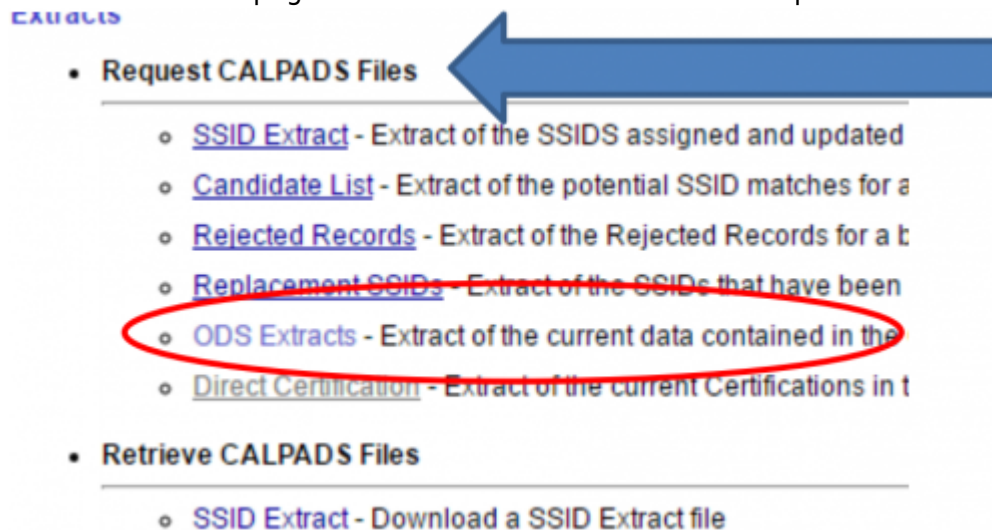 Extracts
• Request CALPADS Files
○ SSID Extract - Extract of the SSIDS assigned and updated
○ Candidate List - Extract of the potential SSID matches for a
○ Rejected Records - Extract of the Rejected Records for a b
○ Replacement SSIDs - Extract of the SSIDs that have been
○ ODS Extracts - Extract of the current data contained in the
○ Direct Certification - Extract of the current Certifications in t
• Retrieve CALPADS Files
○ SSID Extract - Download a SSID Extract file